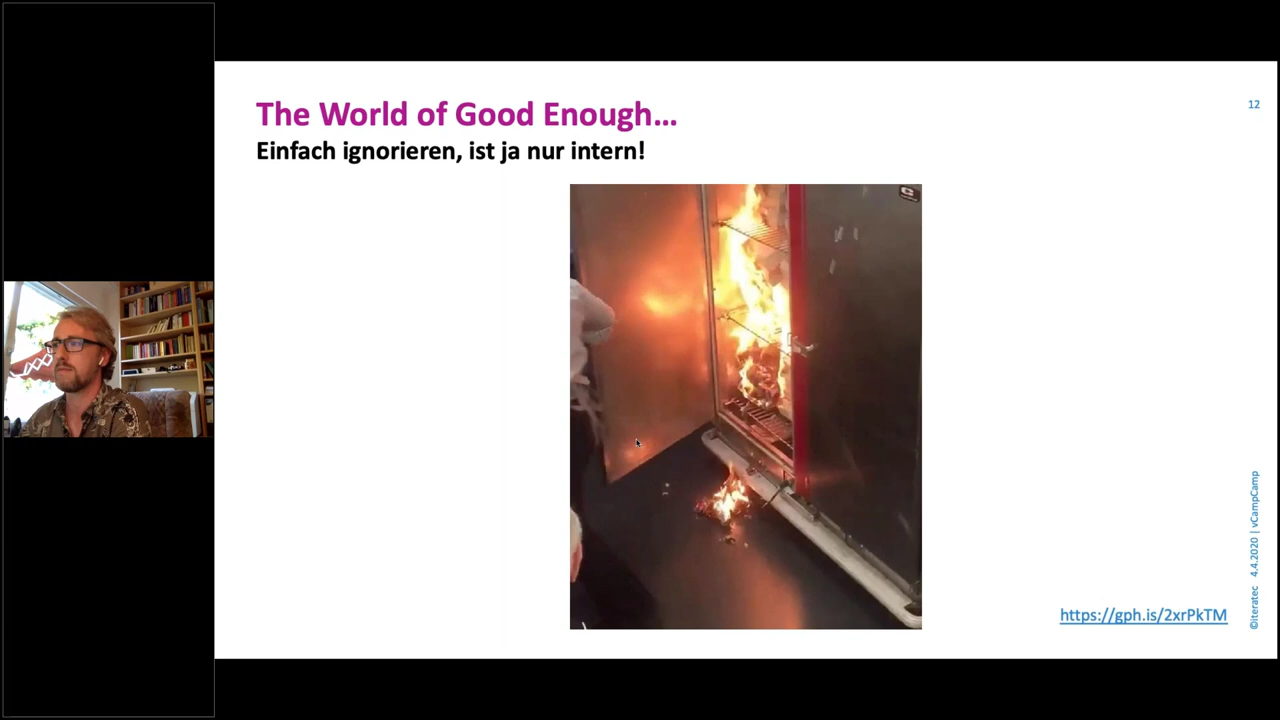 The World of Good Enough...
Einfach ignorieren, ist ja nur intern!
12
https://gph.is/2xrPkTM
©iteratec 4.4.2020 | vCampCamp